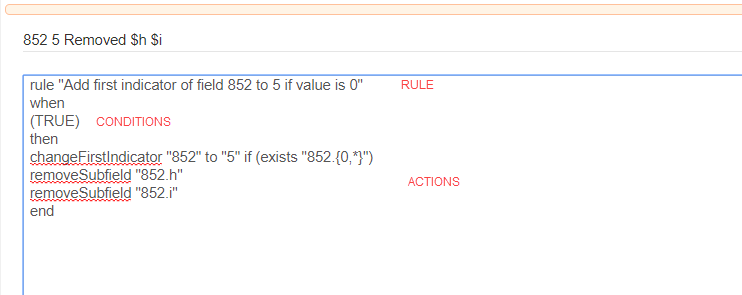 852 5 Removed $h $i
rule "Add first indicator of field 852 to 5 if value is 0" RULE
when
(TRUE) CONDITIONS
then
changeFirstIndicator "852" to "5" if (exists "852.{0,*}")
removeSubfield "852.h"
ACTIONS
removeSubfield "852.i"
end